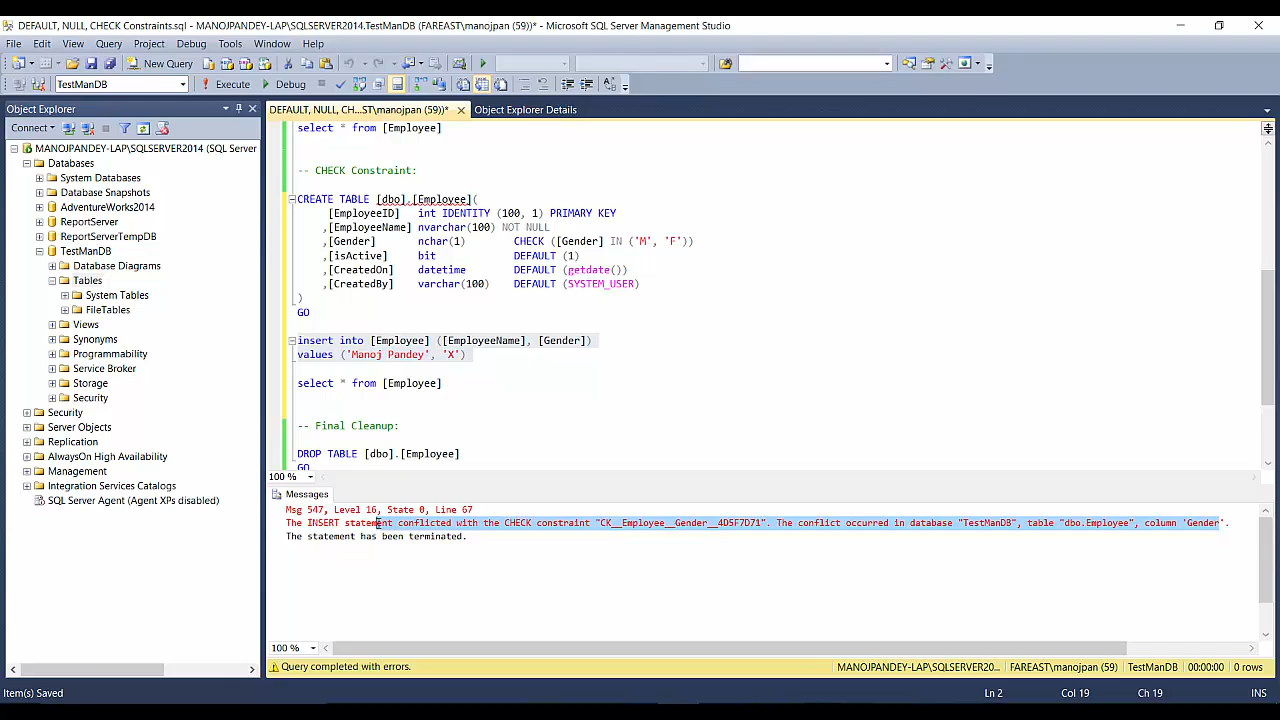 DEFAULT, NULL, CHECK Constraints.sql - MANOJPANDEY-LAP\SQLSERVER2014.TestManDB (FAREAST\manojpan (59))* - Microsoft SQL Server Management Studio
File Edit View Query Project Debug Tools Window Help
New Query
TestManDB Execute Debug
Object Explorer
Connect
MANOJPANDEY-LAP\SQLSERVER2014 (SQL Server
Databases
System Databases
Database Snapshots
AdventureWorks2014
ReportServer
ReportServerTempDB
TestManDB
Database Diagrams
Tables
System Tables
FileTables
Views
Synonyms
Programmability
Service Broker
Storage
Security
Security
Server Objects
Replication
AlwaysOn High Availability
Management
Integration Services Catalogs
SQL Server Agent (Agent XPs disabled)
DEFAULT, NULL, CH...ST\manojpan (59))* Object Explorer Details
select * from [Employee]
-- CHECK Constraint:
CREATE TABLE [dbo].[Employee](
[EmployeeID] int IDENTITY (100, 1) PRIMARY KEY
,[EmployeeName] nvarchar(100) NOT NULL
,[Gender] nchar(1) CHECK ([Gender] IN ('M', 'F'))
,[isActive] bit DEFAULT (1)
,[CreatedOn] datetime DEFAULT (getdate())
,[CreatedBy] varchar(100) DEFAULT (SYSTEM_USER)
)
GO
insert into [Employee] ([EmployeeName], [Gender])
values ('Manoj Pandey', 'X')
select * from [Employee]
-- Final Cleanup:
DROP TABLE [dbo].[Employee]
GO
100 %
Messages
Msg 547, Level 16, State 0, Line 67
The INSERT statement conflicted with the CHECK constraint "CK__Employee__Gender__4D5F7D71". The conflict occurred in database "TestManDB", table "dbo.Employee", column 'Gender'.
The statement has been terminated.
100 %
Query completed with errors. MANOJPANDEY-LAP\SQLSERVER20... FAREAST\manojpan (59) TestManDB 00:00:00 0 rows
Item(s) Saved Ln 2 Col 19 Ch 19 INS